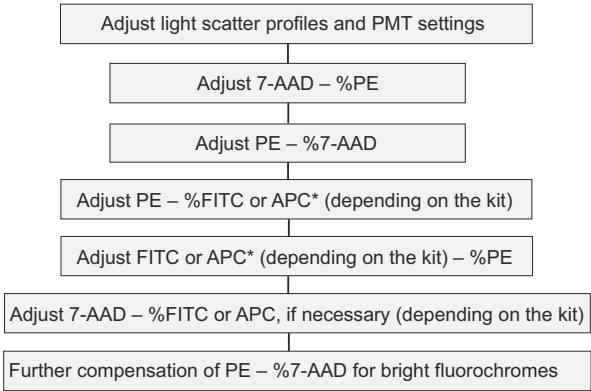 Adjust light scatter profiles and PMT settings
Adjust 7-AAD – %PE
Adjust PE – %7-AAD
Adjust PE – %FITC or APC* (depending on the kit)
Adjust FITC or APC* (depending on the kit) – %PE
Adjust 7-AAD – %FITC or APC, if necessary (depending on the kit)
Further compensation of PE – %7-AAD for bright fluorochromes